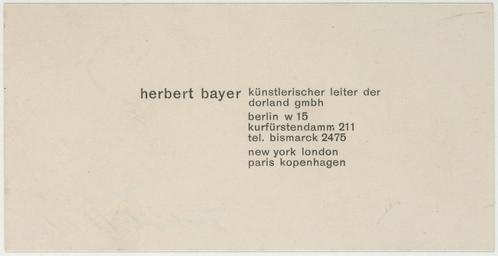 herbert bayer künstlerischer leiter der
dorland gmbh
berlin w 15
kurfürstendamm 211
tel. bismarck 2475
new york london
paris kopenhagen